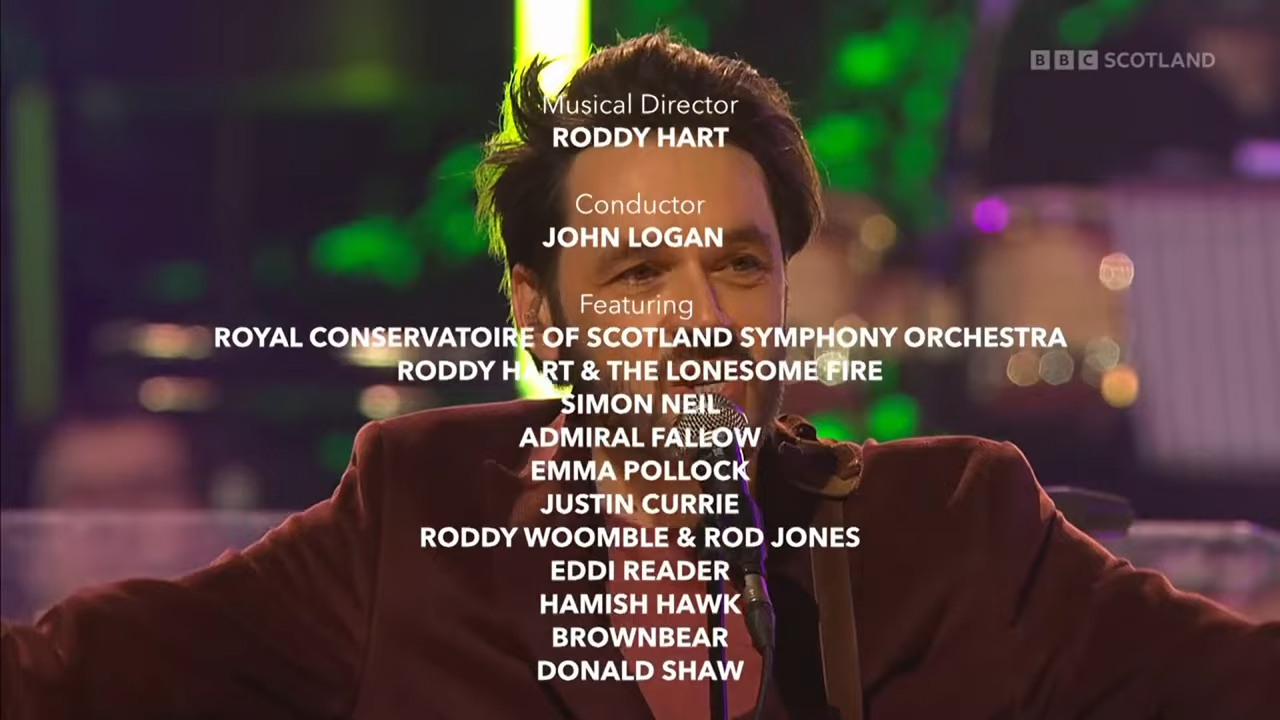 BBC SCOTLAND
Musical Director
RODDY HART
Conductor
JOHN LOGAN
Featuring
ROYAL CONSERVATOIRE OF SCOTLAND SYMPHONY ORCHESTRA
RODDY HART & THE LONESOME FIRE
SIMON NEIL
ADMIRAL FALLOW
EMMA POLLOCK
JUSTIN CURRIE
RODDY WOOMBLE & ROD JONES
EDDI READER
HAMISH HAWK
BROWNBEAR
DONALD SHAW